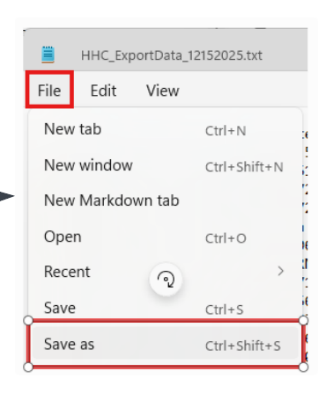 HHC_ExportData_12152025.txt
File Edit View
New tab Ctrl+N
New window Ctrl+Shift+N
New Markdown tab
Open Ctrl+O
Recent
Save Ctrl+S
Save as Ctrl+Shift+S